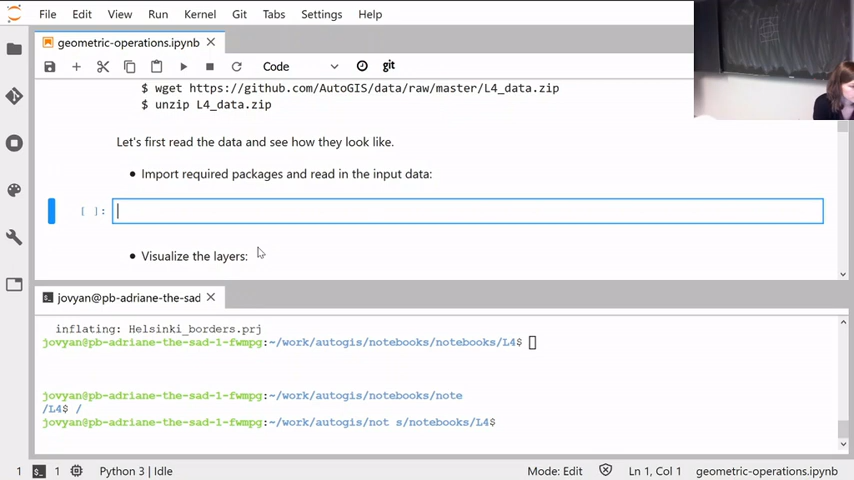 File Edit View Run Kernel Git Tabs Settings Help
geometric-operations.ipynb
Code
git
$ wget https://github.com/AutoGIS/data/raw/master/L4_data.zip
$ unzip L4_data.zip
Let's first read the data and see how they look like.
• Import required packages and read in the input data:
[ ]:
• Visualize the layers:
jovyan@pb-adriane-the-sad
inflating: Helsinki_borders.prj
jovyan@pb-adriane-the-sad-1-fwmpg:~/work/autogis/notebooks/notebooks/L4$
jovyan@pb-adriane-the-sad-1-fwmpg:~/work/autogis/notebooks/note
/L4$ /
jovyan@pb-adriane-the-sad-1-fwmpg:~/work/autogis/not s/notebooks/L4$
1 1 Python 3 | Idle Mode: Edit Ln 1, Col 1 geometric-operations.ipynb